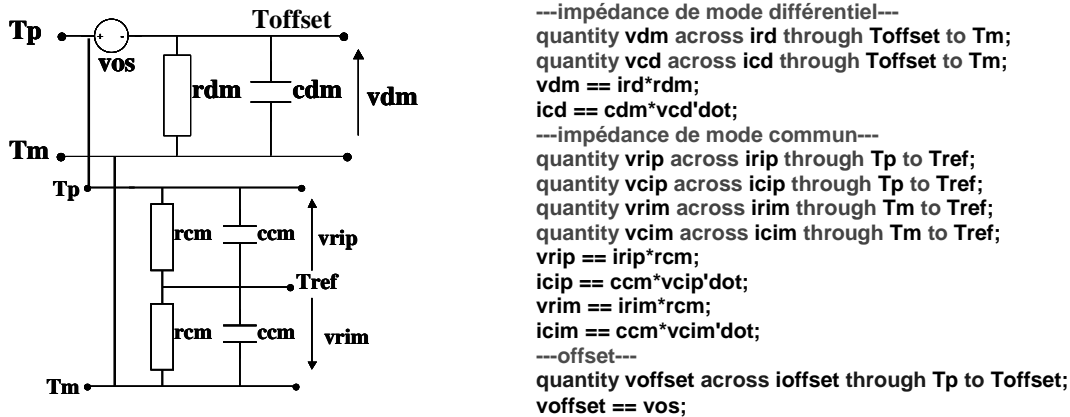 Tp
Toffset
vos
rdm
cdm
vdm
Tm
Tp
rcm
ccm
vrip
Tref
rcm
ccm
vrim
Tm
---impédance de mode différentiel---
quantity vdm across ird through Toffset to Tm;
quantity vcd across icd through Toffset to Tm;
vdm == ird*rdm;
icd == cdm*vcd'dot;
---impédance de mode commun---
quantity vrip across irip through Tp to Tref;
quantity vcip across icip through Tp to Tref;
quantity vrim across irim through Tm to Tref;
quantity vcim across icim through Tm to Tref;
vrip == irip*rcm;
icip == ccm*vcip'dot;
vrim == irim*rcm;
icim == ccm*vcim'dot;
---offset---
quantity voffset across ioffset through Tp to Toffset;
voffset == vos;